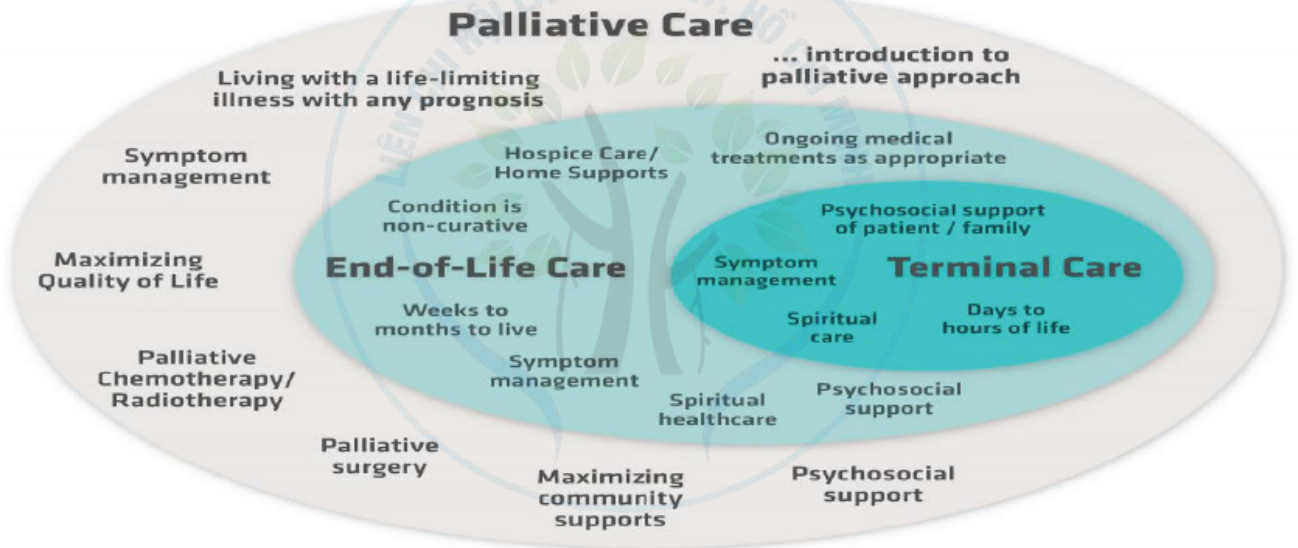 Palliative Care
... introduction to
palliative approach
Living with a life-limiting
illness with any prognosis
Symptom
management
Maximizing
Quality of Life
Palliative
Chemotherapy/
Radiotherapy
Palliative
surgery
Maximizing
community
supports
Psychosocial
support
Hospice Care/
Home Supports
Ongoing medical
treatments as appropriate
Condition is
non-curative
End-of-Life Care
Weeks to
months to live
Symptom
management
Spiritual
healthcare
Psychosocial
support
Psychosocial support
of patient / family
Symptom
management
Terminal Care
Spiritual
care
Days to
hours of life